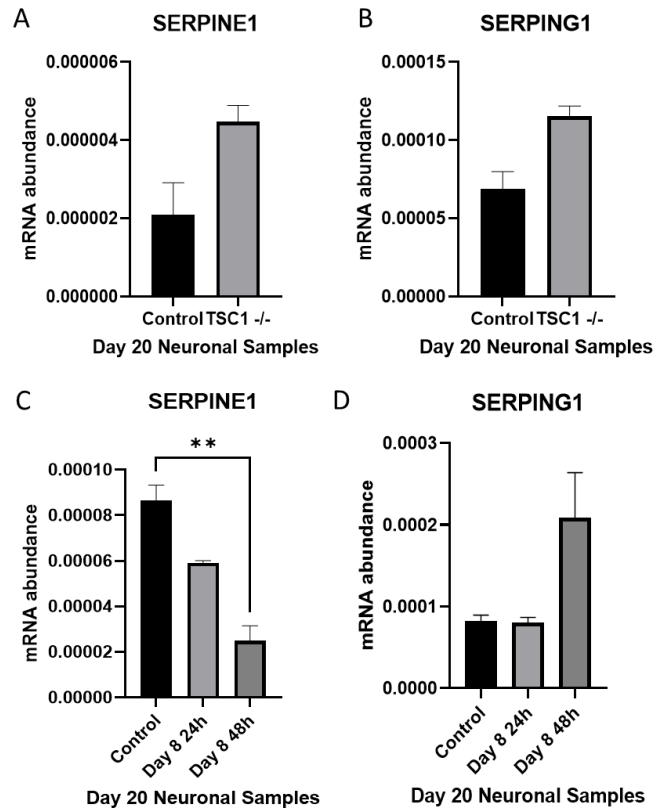 A
SERPINE1
mRNA abundance
0.000006
0.000004
0.000002
0.000000
Control TSC1 -/-
Day 20 Neuronal Samples
B
SERPING1
mRNA abundance
0.00015
0.00010
0.00005
0.00000
Control TSC1 -/-
Day 20 Neuronal Samples
C
SERPINE1
**
mRNA abundance
0.00010
0.00008
0.00006
0.00004
0.00002
0.00000
Control
Day 8 24h
Day 8 48h
Day 20 Neuronal Samples
D
SERPING1
mRNA abundance
0.0003
0.0002
0.0001
0.0000
Control
Day 8 24h
Day 8 48h
Day 20 Neuronal Samples